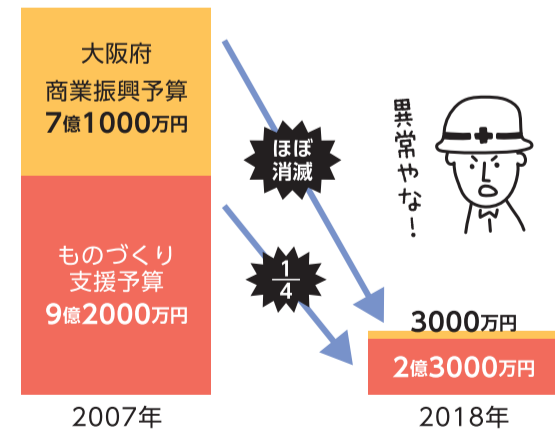 大阪府
商業振興予算
7億1000万円
ものづくり
支援予算
9億2000万円
2007年
ほぼ
消滅
1
4
異常やな！
3000万円
2億3000万円
2018年